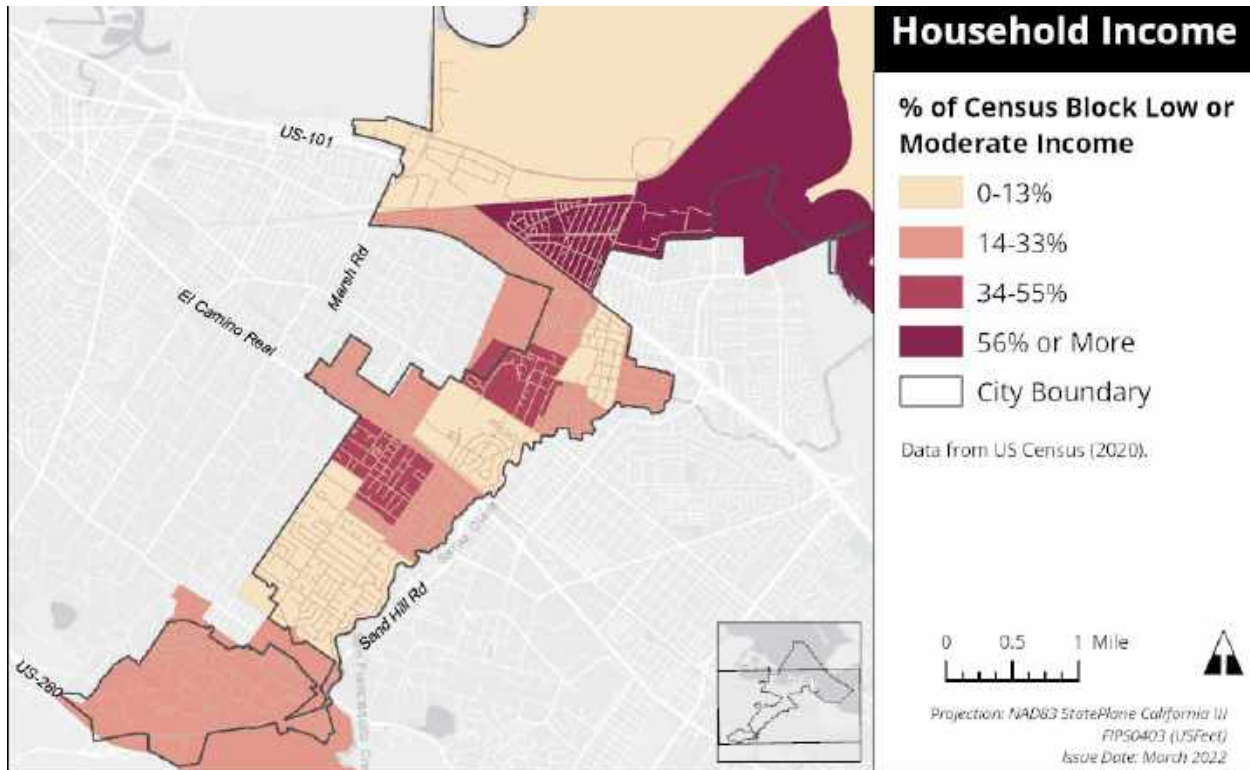 Household Income
% of Census Block Low or
Moderate Income
0-13%
14-33%
34-55%
56% or More
City Boundary
Data from US Census (2020).
US-101
Marsh Rd
El Camino Real
Sand Hill Rd
US-280
0 0.5 1 Mile
Projection: NAD83 StatePlane California III
FIPS0403 (USFeet)
Issue Date: March 2022